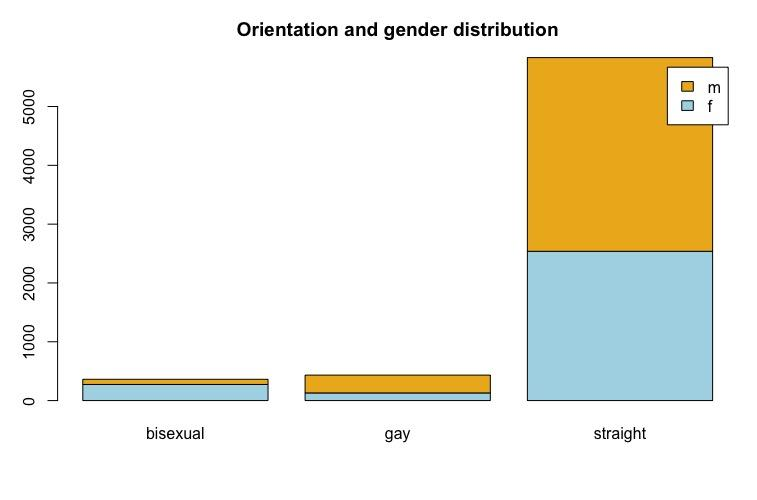 Orientation and gender distribution
m
f
5000
4000
3000
2000
1000
0
bisexual gay straight